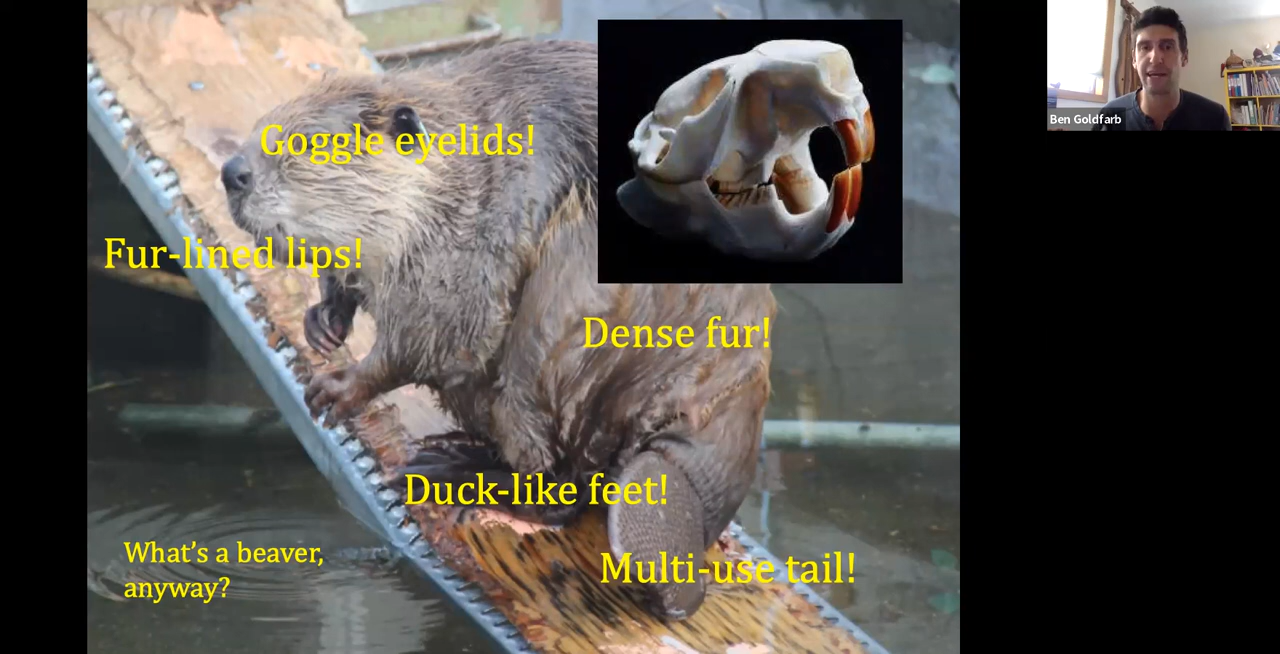 Ben Goldfarb
Goggle eyelids!
Fur-lined lips!
Dense fur!
Duck-like feet!
What's a beaver,
anyway?
Multi-use tail!